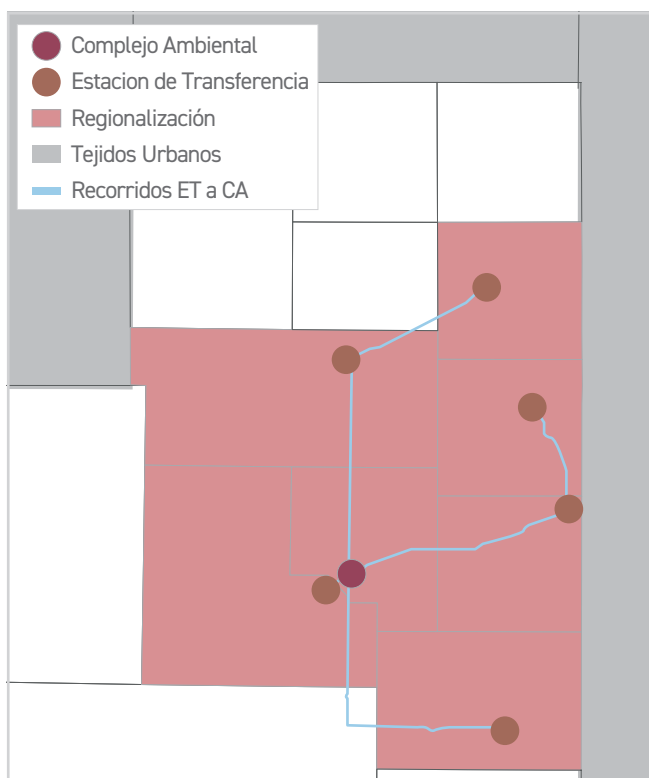 Complejo Ambiental
Estacion de Transferencia
Regionalización
Tejidos Urbanos
Recorridos ET a CA